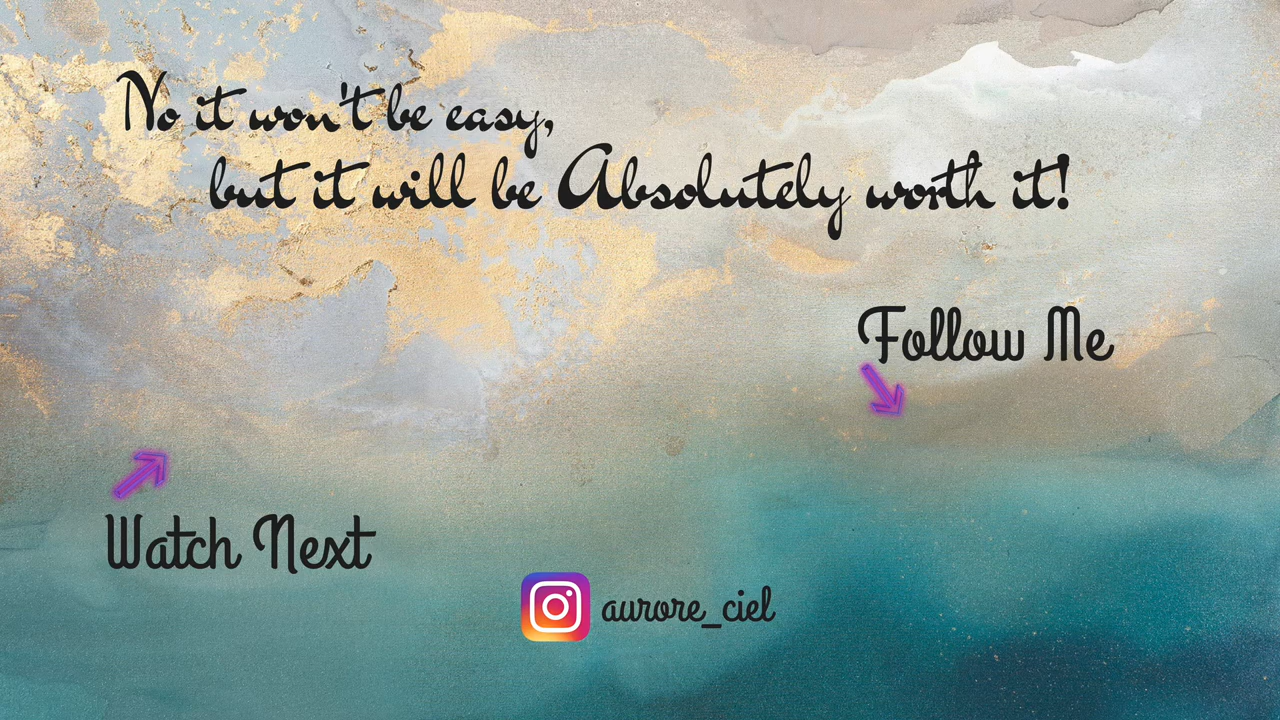 No it won't be easy,
but it will be Absolutely worth it!
Follow Me
Watch Next
aurore_ciel